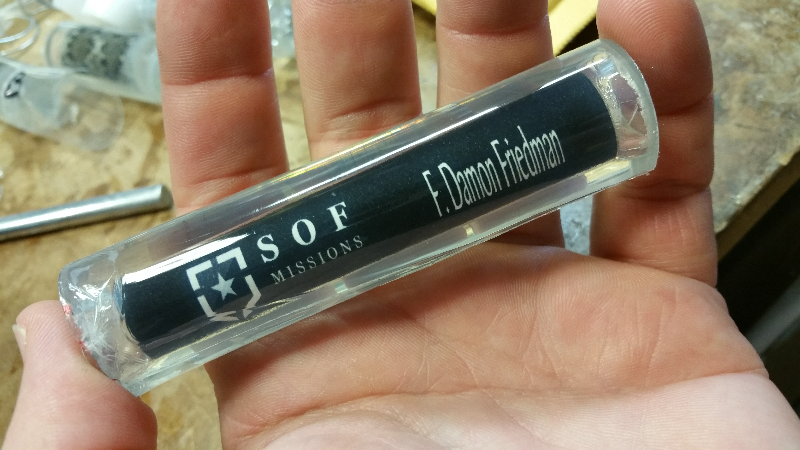 SOF
MISSIONS
F. Damon Friedman